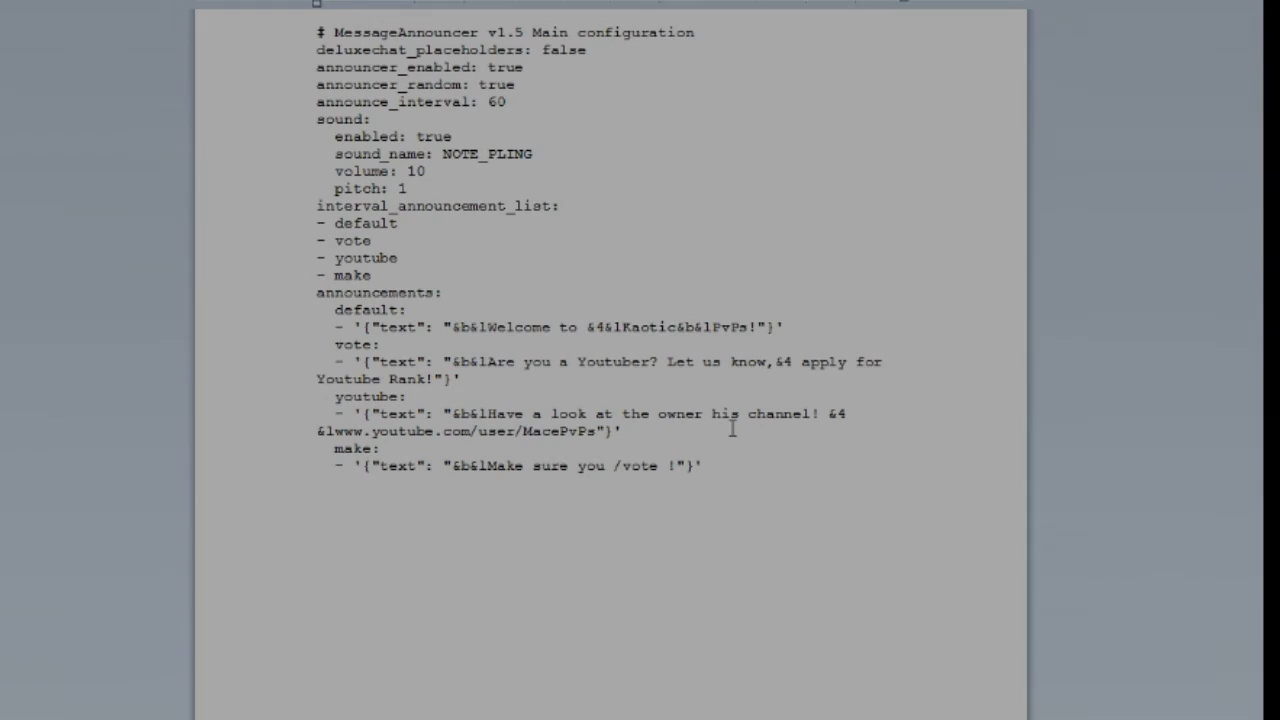 # MessageAnnouncer v1.5 Main configuration
deluxechat_placeholders: false
announcer_enabled: true
announcer_random: true
announce_interval: 60
sound:
  enabled: true
  sound_name: NOTE_PLING
  volume: 10
  pitch: 1
interval_announcement_list:
- default
- vote
- youtube
- make
announcements:
  default:
  - '{"text": "&b&lWelcome to &4&lKaotic&b&lPvPs!"}'
  vote:
  - '{"text": "&b&lAre you a Youtuber? Let us know,&4 apply for
Youtube Rank!"}'
  youtube:
  - '{"text": "&b&lHave a look at the owner his channel! &4
&lwww.youtube.com/user/MacePvPs"}'
  make:
  - '{"text": "&b&lMake sure you /vote !"}'